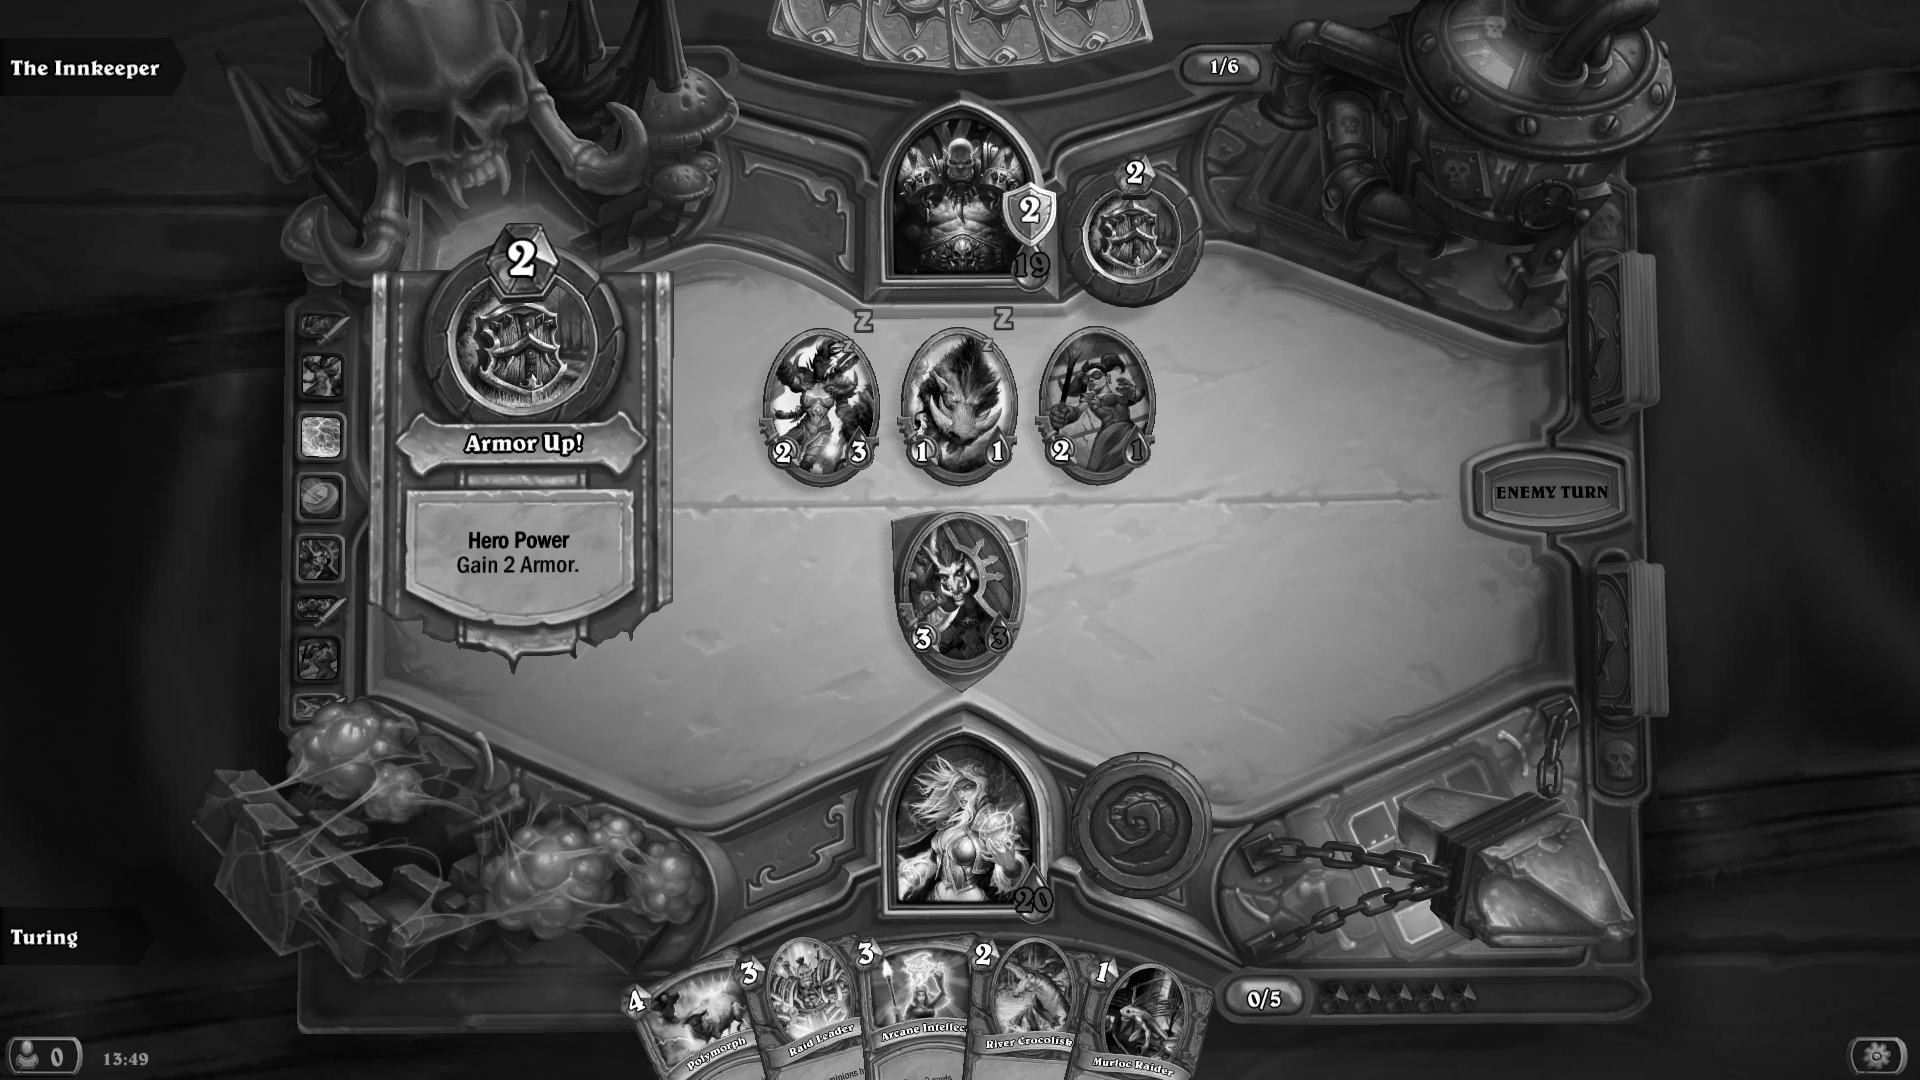 The Innkeeper
1/6
2
2
19
2
Armor Up!
Hero Power
Gain 2 Armor.
2 3
1 1
2 1
ENEMY TURN
3 3
20
Turing
4 Polymorph
3 Raid Leader
3 Arcane Intellec
2 River Crocolisk
1 Murloc Raider
0/5
0
13:49